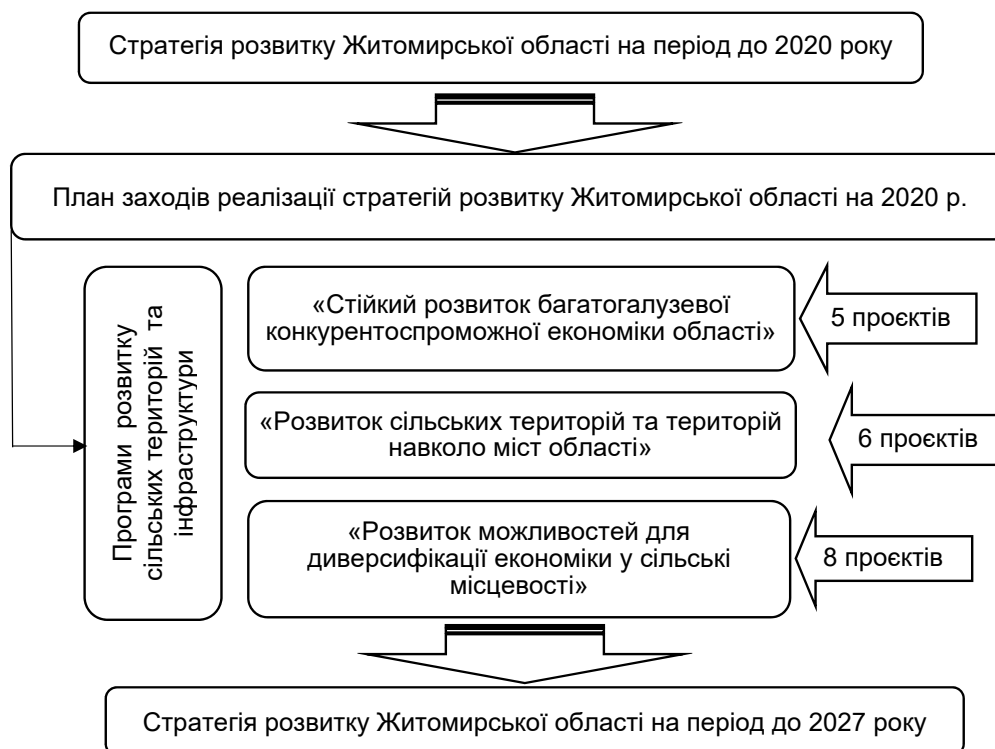 Стратегія розвитку Житомирської області на період до 2020 року
План заходів реалізації стратегій розвитку Житомирської області на 2020 р.
Програми розвитку
сільських територій та
інфраструктури
«Стійкий розвиток багатогалузевої
конкурентоспроможної економіки області»
5 проєктів
«Розвиток сільських територій та територій
навколо міст області»
6 проєктів
«Розвиток можливостей для
диверсифікації економіки у сільські
місцевості»
8 проєктів
Стратегія розвитку Житомирської області на період до 2027 року